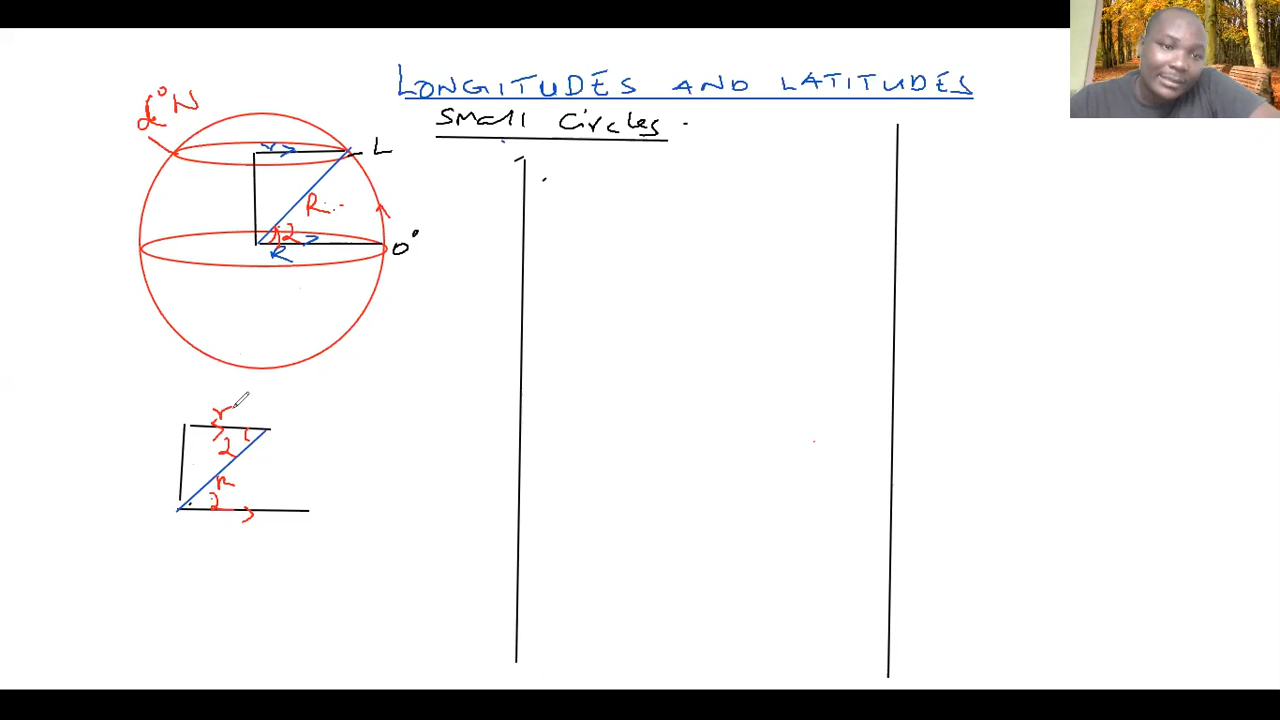 LONGITUDES AND LATITUDES
Small Circles.
α°N
r
L
R
α
R
0°
r
α
R
α